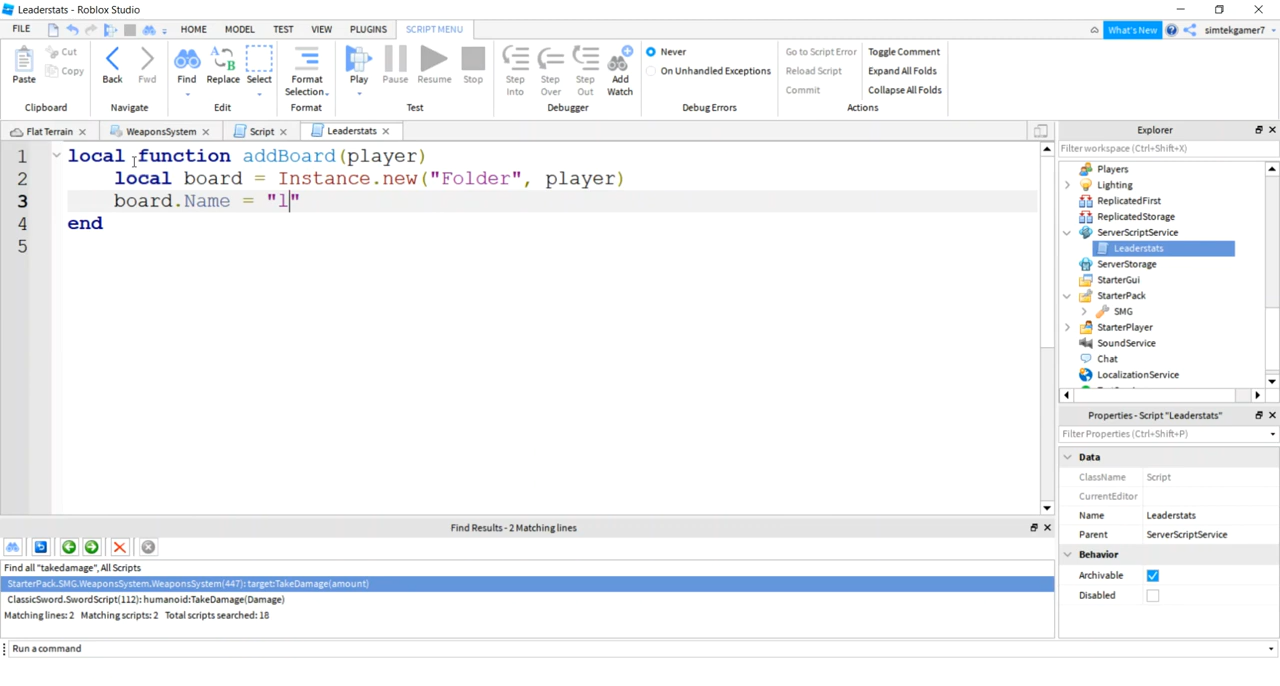 Leaderstats - Roblox Studio
FILE HOME MODEL TEST VIEW PLUGINS SCRIPT MENU What's New simtekgamer7
Paste Cut Copy Back Fwd Find Replace Select Format Selection Play Pause Resume Stop Step Into Step Over Step Out Add Watch Never On Unhandled Exceptions Go to Script Error Reload Script Commit Toggle Comment Expand All Folds Collapse All Folds
Clipboard Navigate Edit Format Test Debugger Debug Errors Actions
Flat Terrain WeaponsSystem Script Leaderstats
1 local function addBoard(player)
2 local board = Instance.new("Folder", player)
3 board.Name = "l"
4 end
5
Explorer
Filter workspace (Ctrl+Shift+X)
Players
Lighting
ReplicatedFirst
ReplicatedStorage
ServerScriptService
Leaderstats
ServerStorage
StarterGui
StarterPack
SMG
StarterPlayer
SoundService
Chat
LocalizationService
Properties - Script "Leaderstats"
Filter Properties (Ctrl+Shift+P)
Data
ClassName Script
CurrentEditor
Name Leaderstats
Parent ServerScriptService
Behavior
Archivable
Disabled
Find Results - 2 Matching lines
Find all "takedamage", All Scripts
StarterPack.SMG.WeaponsSystem.WeaponsSystem(447): target:TakeDamage(amount)
ClassicSword.SwordScript(112): humanoid:TakeDamage(Damage)
Matching lines: 2 Matching scripts: 2 Total scripts searched: 18
Run a command